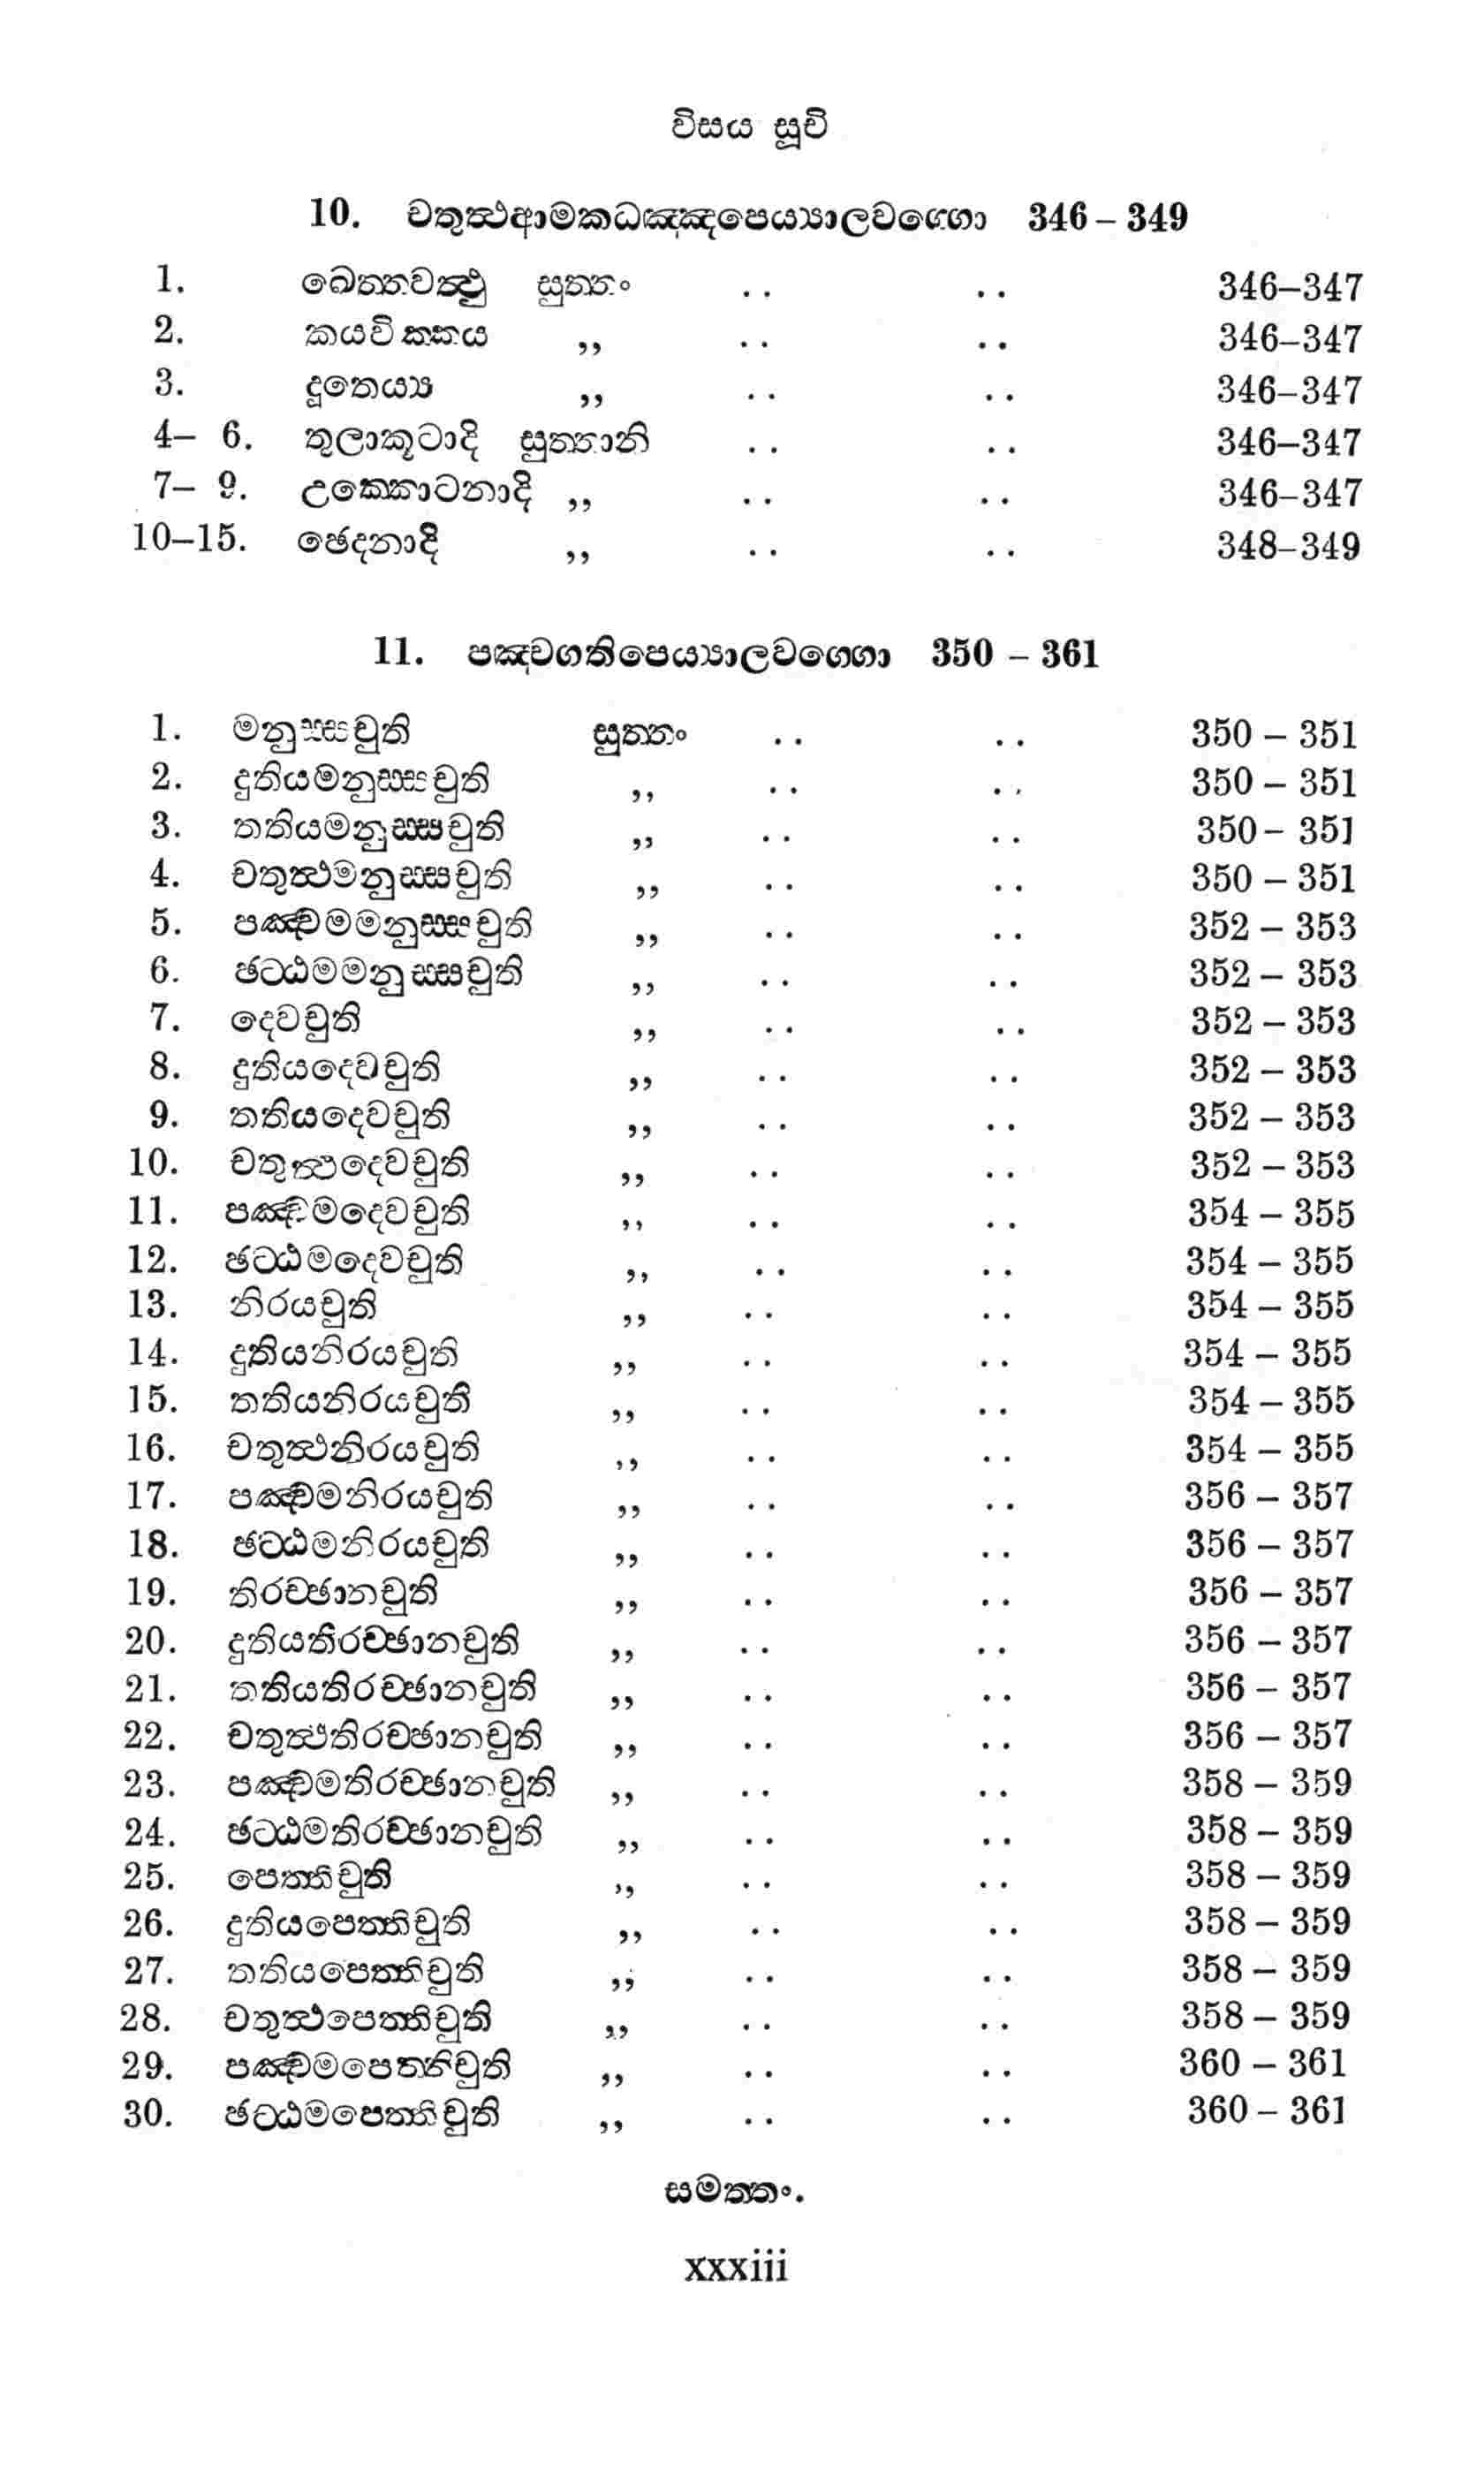 විසය සූචි
10. චතුත්‍ථආමකධඤ්ඤපෙය්‍යාලවග්ගො 346 – 349
1. ඛෙත්තවත්‍ථු සුත්තං .. .. 346–347
2. කයවික්කය ,, .. .. 346–347
3. දූතෙය්‍ය ,, .. .. 346–347
4– 6. තුලාකූටාදි සුත්තානි .. .. 346–347
7– 9. උක්කොටනාදි ,, .. .. 346–347
10–15. ඡෙදනාදි ,, .. .. 348–349
11. පඤ්චගතිපෙය්‍යාලවග්ගො 350 – 361
1. මනුස්සචුති සුත්තං .. .. 350 – 351
2. දුතියමනුස්සචුති ,, .. .. 350 – 351
3. තතියමනුස්සචුති ,, .. .. 350 – 351
4. චතුත්‍ථමනුස්සචුති ,, .. .. 350 – 351
5. පඤ්චමමනුස්සචුති ,, .. .. 352 – 353
6. ඡට්ඨමමනුස්සචුති ,, .. .. 352 – 353
7. දෙවචුති ,, .. .. 352 – 353
8. දුතියදෙවචුති ,, .. .. 352 – 353
9. තතියදෙවචුති ,, .. .. 352 – 353
10. චතුත්‍ථදෙවචුති ,, .. .. 352 – 353
11. පඤ්චමදෙවචුති ,, .. .. 354 – 355
12. ඡට්ඨමදෙවචුති ,, .. .. 354 – 355
13. නිරයචුති ,, .. .. 354 – 355
14. දුතියනිරයචුති ,, .. .. 354 – 355
15. තතියනිරයචුති ,, .. .. 354 – 355
16. චතුත්‍ථනිරයචුති ,, .. .. 354 – 355
17. පඤ්චමනිරයචුති ,, .. .. 356 – 357
18. ඡට්ඨමනිරයචුති ,, .. .. 356 – 357
19. තිරච්ඡානචුති ,, .. .. 356 – 357
20. දුතියතිරච්ඡානචුති ,, .. .. 356 – 357
21. තතියතිරච්ඡානචුති ,, .. .. 356 – 357
22. චතුත්‍ථතිරච්ඡානචුති ,, .. .. 356 – 357
23. පඤ්චමතිරච්ඡානචුති ,, .. .. 358 – 359
24. ඡට්ඨමතිරච්ඡානචුති ,, .. .. 358 – 359
25. පෙත්තිචුති ,, .. .. 358 – 359
26. දුතියපෙත්තිචුති ,, .. .. 358 – 359
27. තතියපෙත්තිචුති ,, .. .. 358 – 359
28. චතුත්‍ථපෙත්තිචුති ,, .. .. 358 – 359
29. පඤ්චමපෙත්තිචුති ,, .. .. 360 – 361
30. ඡට්ඨමපෙත්තිචුති ,, .. .. 360 – 361
සමත්තං.
xxxiii